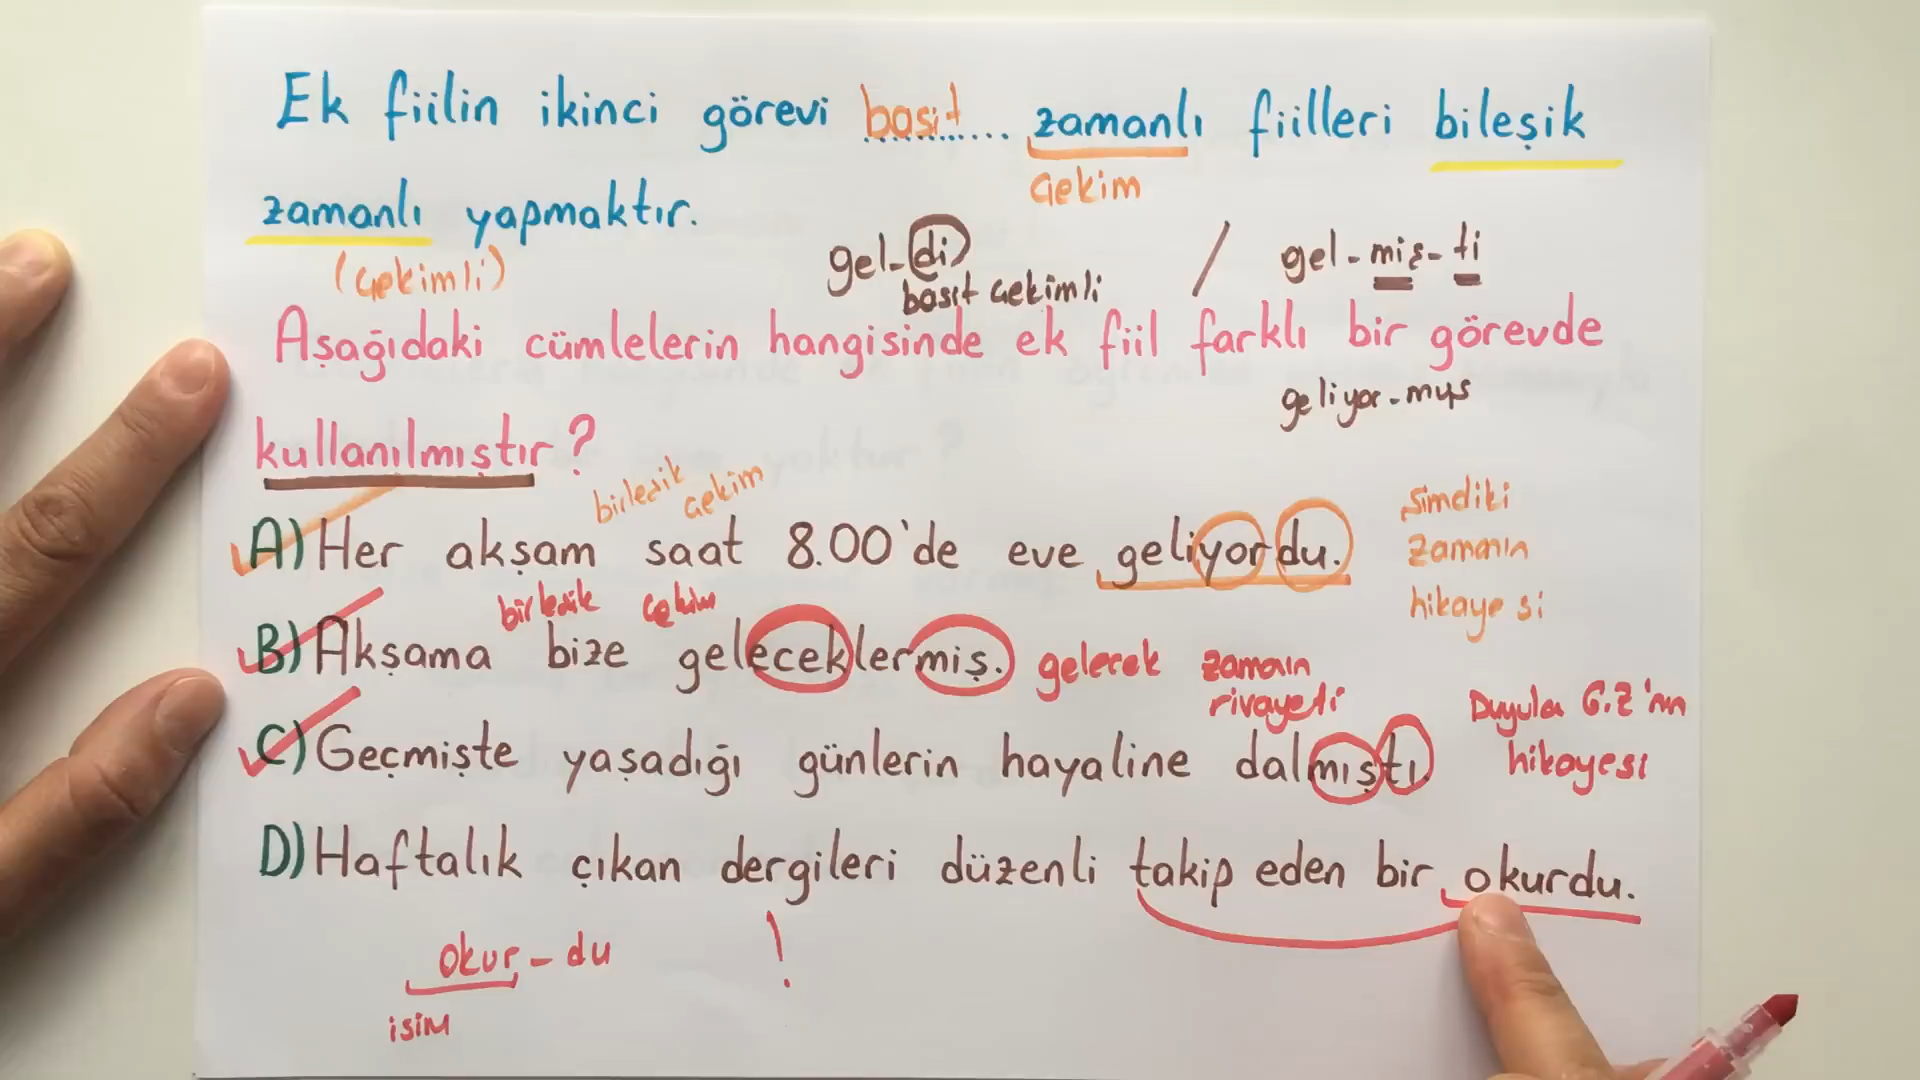 Ek fiilin ikinci görevi basit zamanlı fiilleri bileşik
çekim
zamanlı yapmaktır.
(çekimli)
gel-di / gel-miş-ti
basit çekimli
Aşağıdaki cümlelerin hangisinde ek fiil farklı bir görevde
geliyor-muş
kullanılmıştır?
birleşik çekim
A) Her akşam saat 8.00'de eve geliyordu.
Şimdiki
zamanın
hikayesi
birleşik çekim
B) Akşama bize geleceklermiş. gelecek zamanın
rivayeti
C) Geçmişte yaşadığı günlerin hayaline dalmıştı.
Duyulan G.Z'nın
hikayesi
D) Haftalık çıkan dergileri düzenli takip eden bir okurdu.
okur-du !
isim